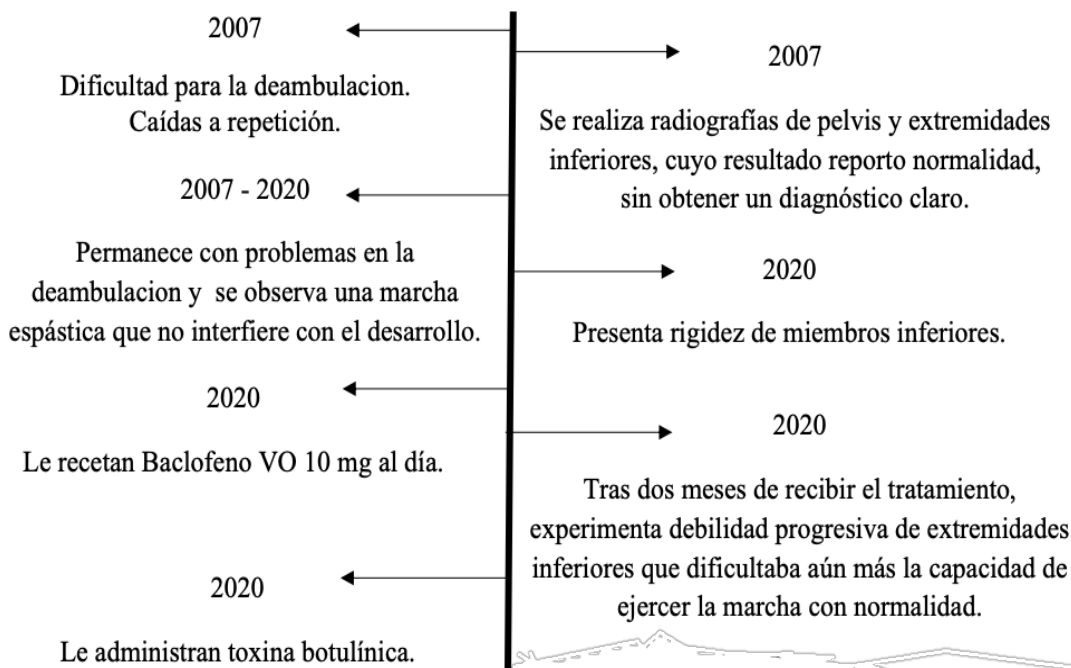 2007
Dificultad para la deambulacion.
Caídas a repetición.
2007
Se realiza radiografías de pelvis y extremidades
inferiores, cuyo resultado reporto normalidad,
sin obtener un diagnóstico claro.
2007 - 2020
Permanece con problemas en la
deambulacion y se observa una marcha
espástica que no interfiere con el desarrollo.
2020
Presenta rigidez de miembros inferiores.
2020
Le recetan Baclofeno VO 10 mg al día.
2020
Tras dos meses de recibir el tratamiento,
experimenta debilidad progresiva de extremidades
inferiores que dificultaba aún más la capacidad de
ejercer la marcha con normalidad.
2020
Le administran toxina botulínica.